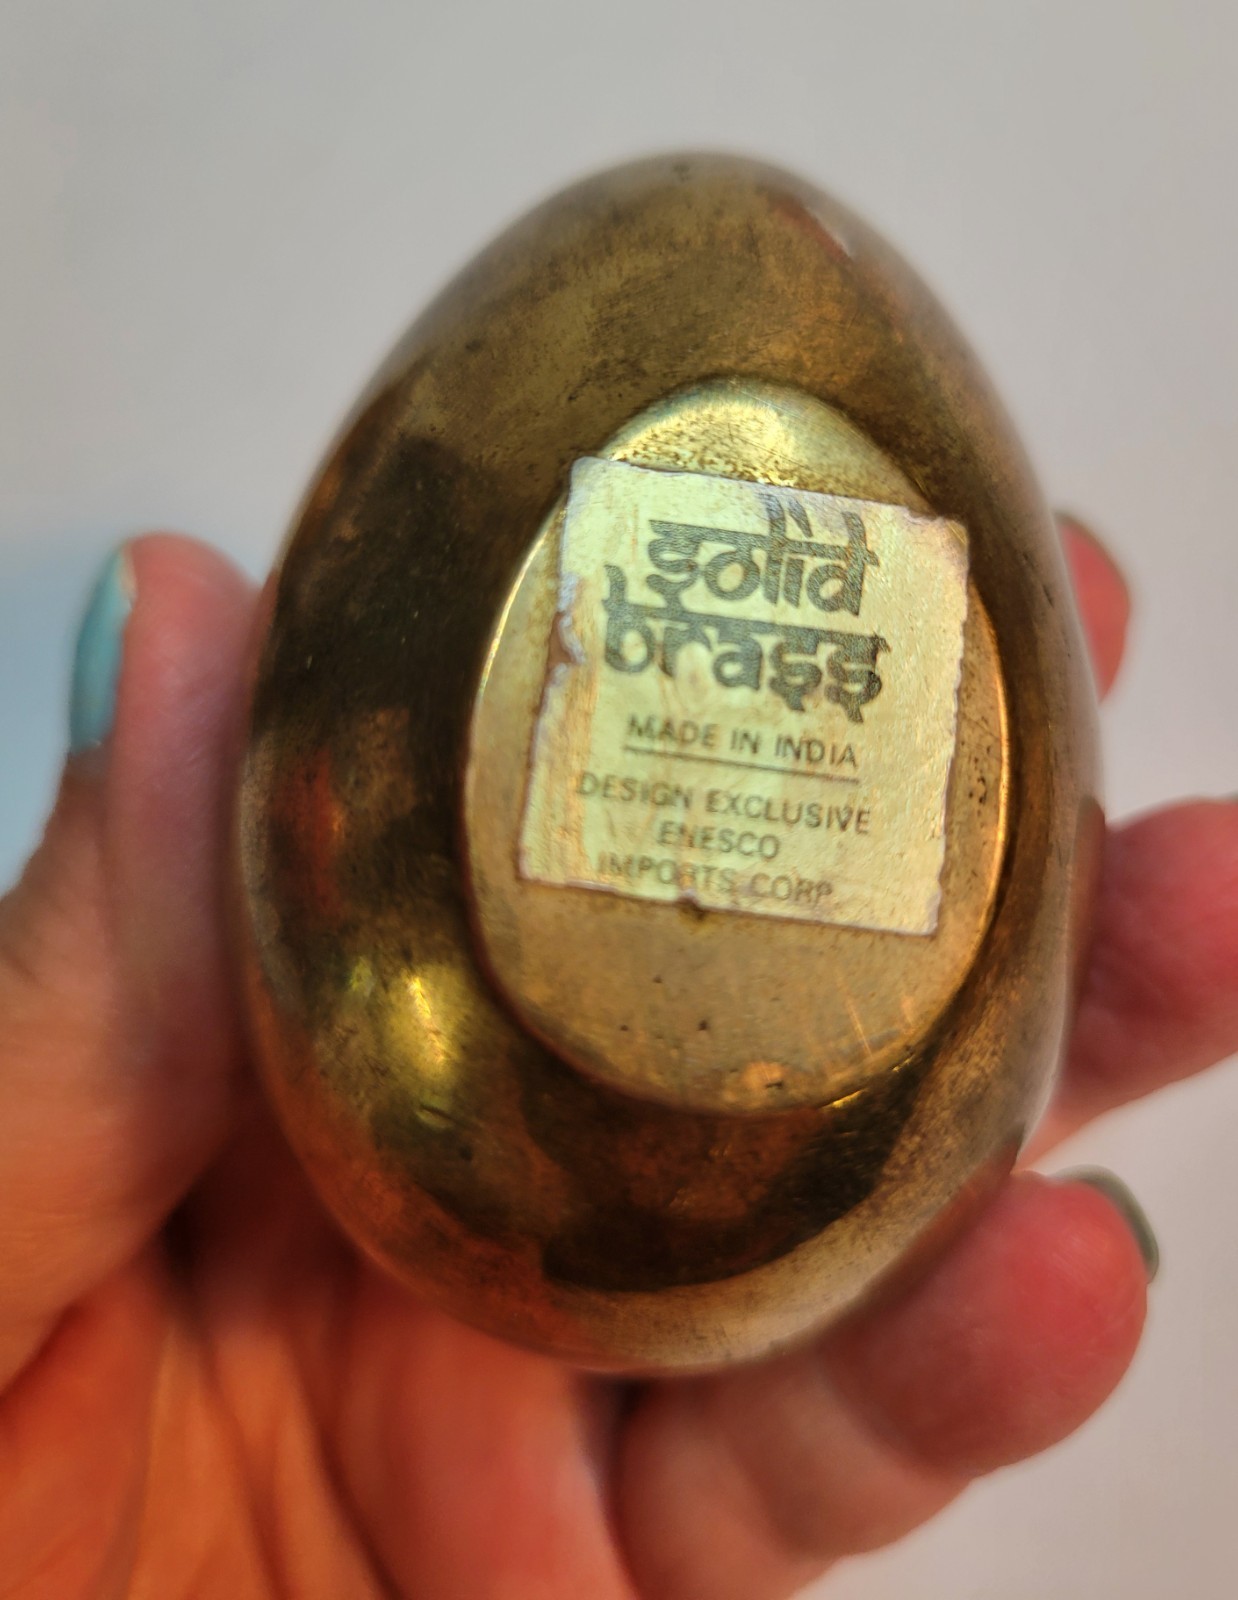 solid
brass
MADE IN INDIA
DESIGN EXCLUSIVE
ENESCO
IMPORTS CORP.